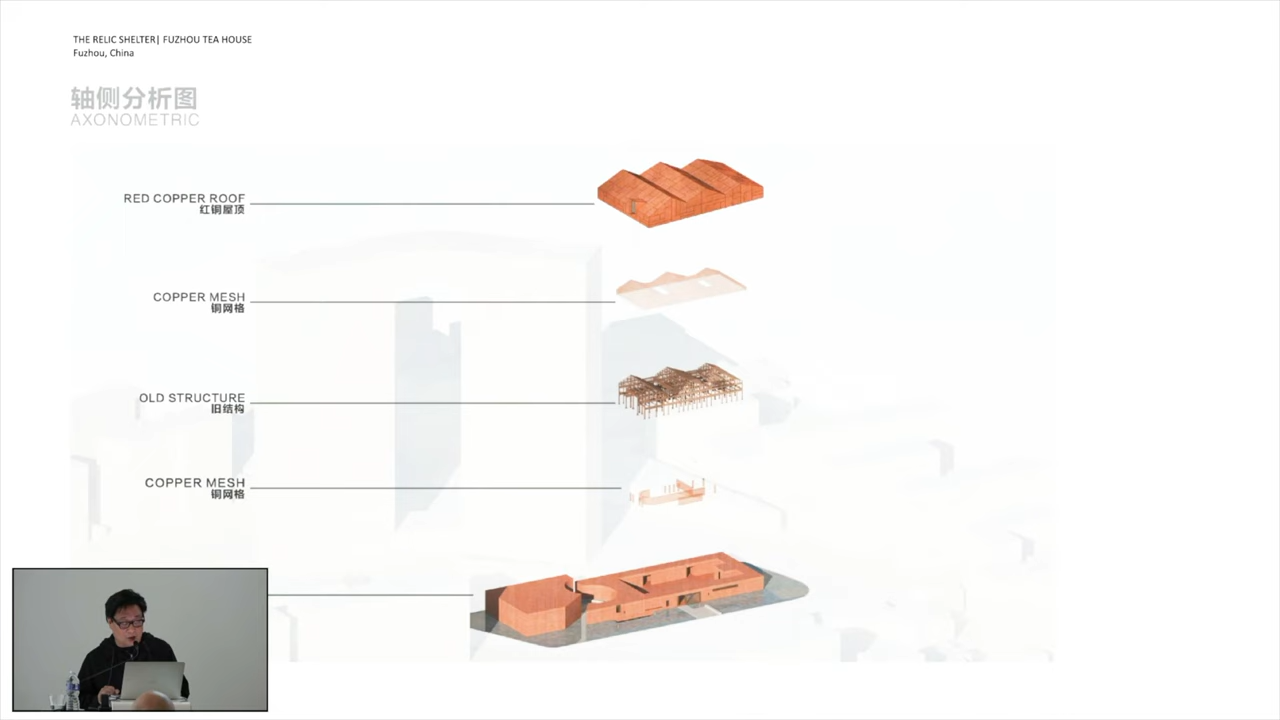 THE RELIC SHELTER| FUZHOU TEA HOUSE
Fuzhou, China
轴侧分析图
AXONOMETRIC
RED COPPER ROOF
红铜屋顶
COPPER MESH
铜网格
OLD STRUCTURE
旧结构
COPPER MESH
铜网格